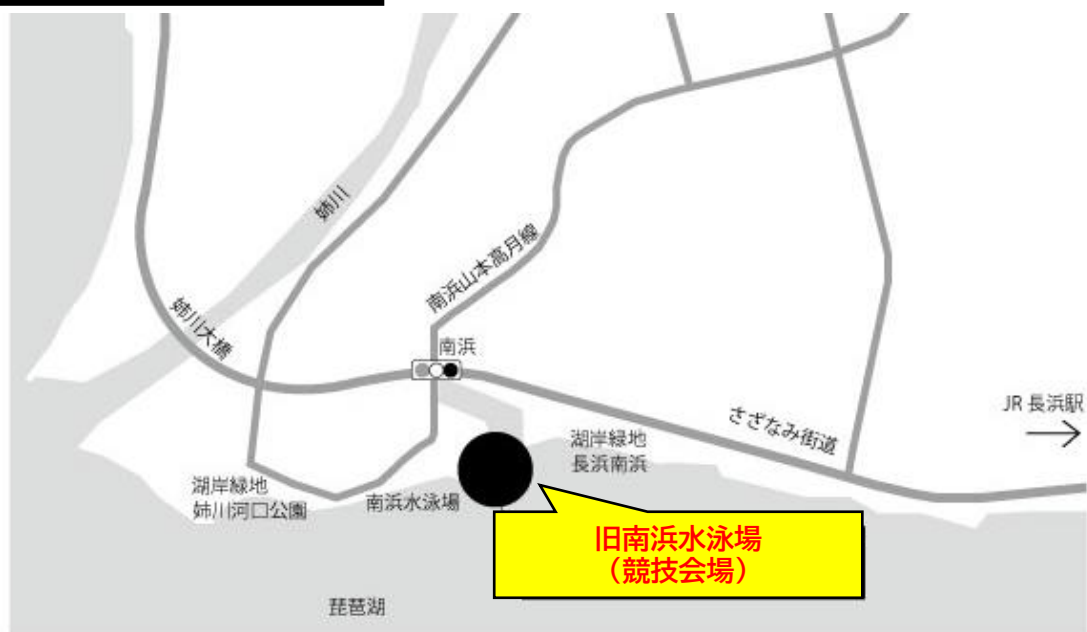 姉川
南浜山本高月線
姉川大橋
南浜
JR 長浜駅
さざなみ街道
湖岸緑地
長浜南浜
湖岸緑地
姉川河口公園
南浜水泳場
旧南浜水泳場
（競技会場）
琵琶湖